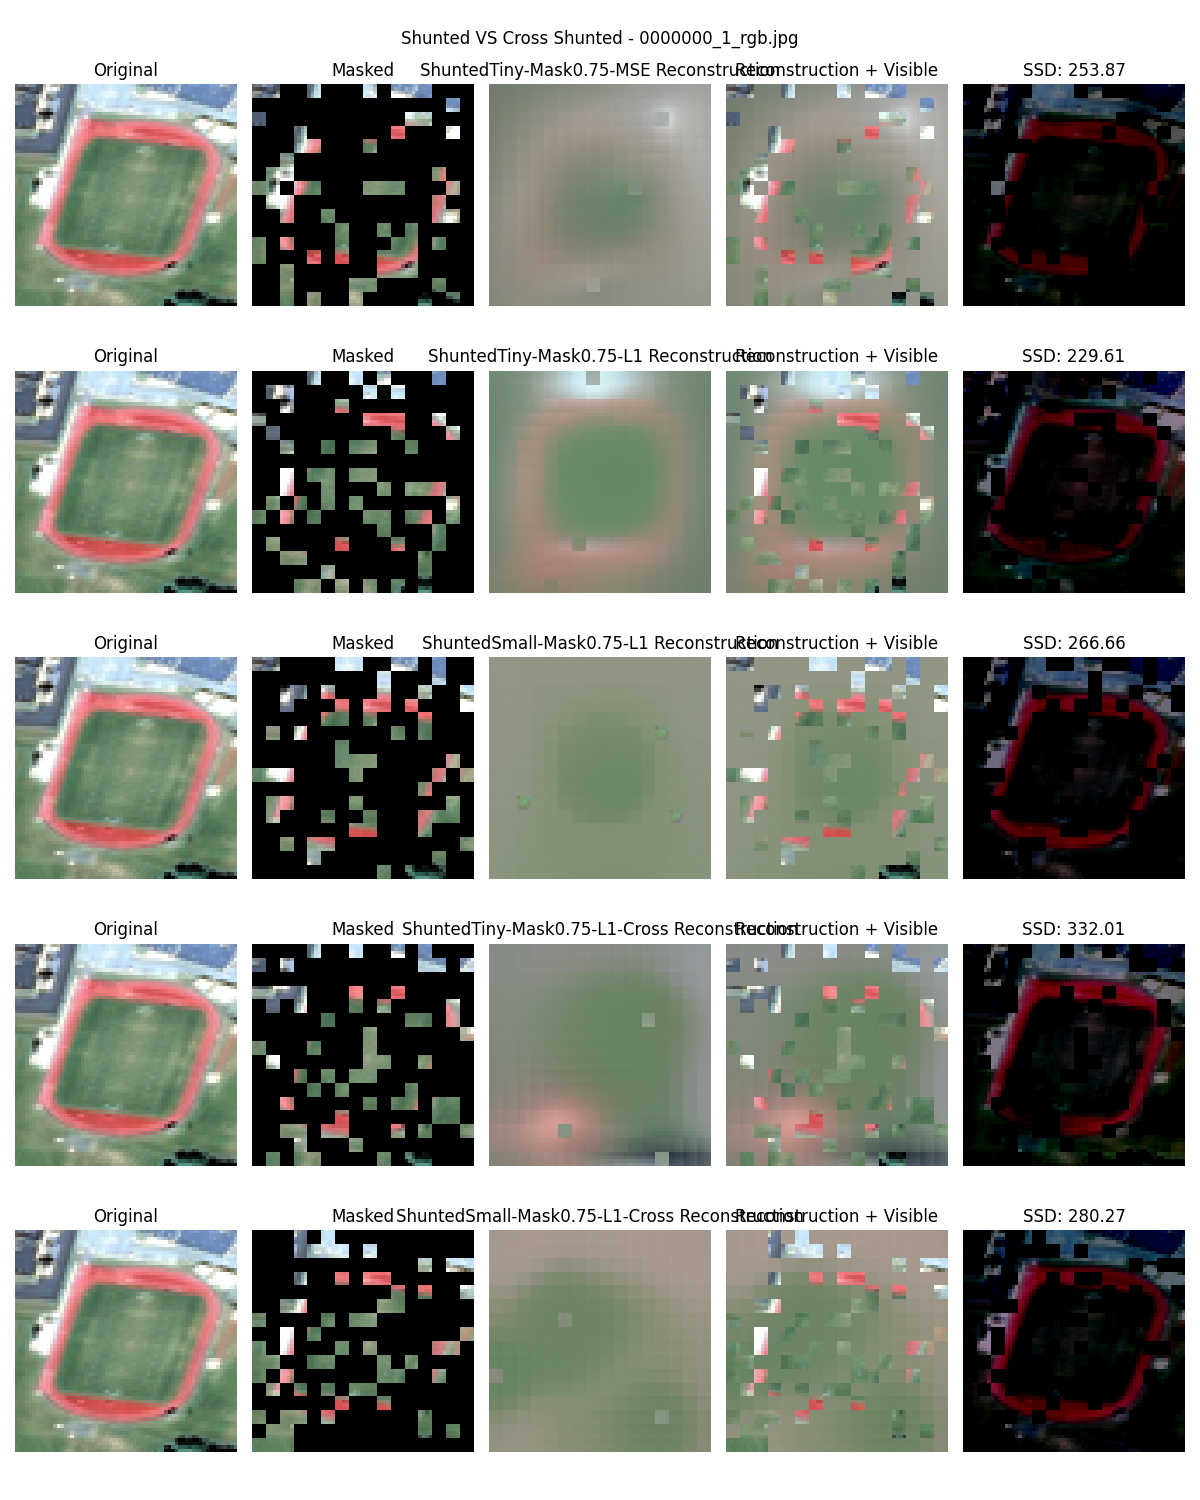 Shunted VS Cross Shunted - 0000000_1_rgb.jpg
Original Masked ShuntedTiny-Mask0.75-MSE Reconstruction Reconstruction + Visible SSD: 253.87
Original Masked ShuntedTiny-Mask0.75-L1 Reconstruction Reconstruction + Visible SSD: 229.61
Original Masked ShuntedSmall-Mask0.75-L1 Reconstruction Reconstruction + Visible SSD: 266.66
Original Masked ShuntedTiny-Mask0.75-L1-Cross Reconstruction Reconstruction + Visible SSD: 332.01
Original Masked ShuntedSmall-Mask0.75-L1-Cross Reconstruction Reconstruction + Visible SSD: 280.27